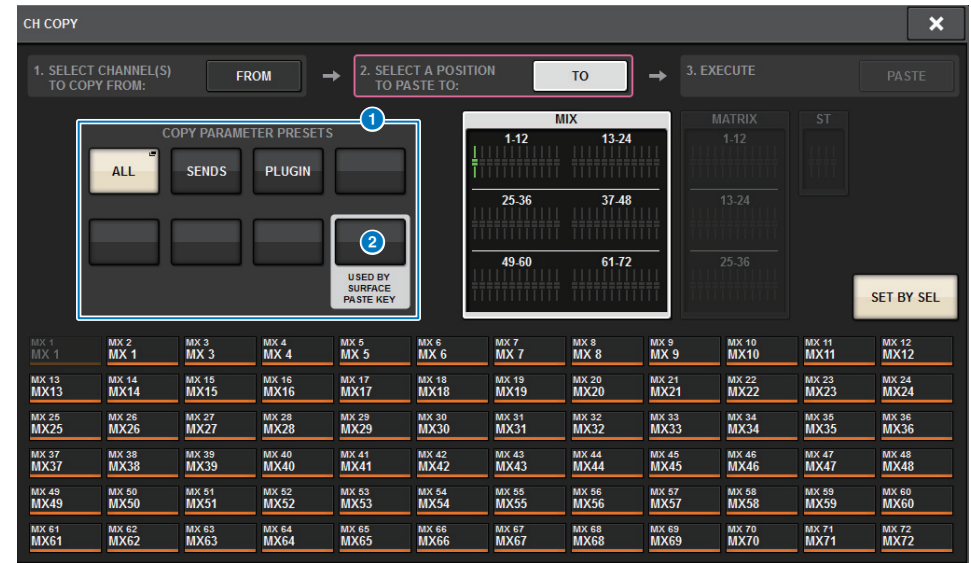 CH COPY
1. SELECT CHANNEL(S)
TO COPY FROM:
FROM
2. SELECT A POSITION
TO PASTE TO:
TO
3. EXECUTE
PASTE
1
COPY PARAMETER PRESETS
ALL
SENDS
PLUGIN
2
USED BY
SURFACE
PASTE KEY
MIX
1-12 13-24
25-36 37-48
49-60 61-72
MATRIX
1-12
13-24
25-36
ST
SET BY SEL
MX 1 MX 2 MX 3 MX 4 MX 5 MX 6 MX 7 MX 8 MX 9 MX 10 MX 11 MX 12
MX 1 MX 1 MX 3 MX 4 MX 5 MX 6 MX 7 MX 8 MX 9 MX10 MX11 MX12
MX 13 MX 14 MX 15 MX 16 MX 17 MX 18 MX 19 MX 20 MX 21 MX 22 MX 23 MX 24
MX13 MX14 MX15 MX16 MX17 MX18 MX19 MX20 MX21 MX22 MX23 MX24
MX 25 MX 26 MX 27 MX 28 MX 29 MX 30 MX 31 MX 32 MX 33 MX 34 MX 35 MX 36
MX25 MX26 MX27 MX28 MX29 MX30 MX31 MX32 MX33 MX34 MX35 MX36
MX 37 MX 38 MX 39 MX 40 MX 41 MX 42 MX 43 MX 44 MX 45 MX 46 MX 47 MX 48
MX37 MX38 MX39 MX40 MX41 MX42 MX43 MX44 MX45 MX46 MX47 MX48
MX 49 MX 50 MX 51 MX 52 MX 53 MX 54 MX 55 MX 56 MX 57 MX 58 MX 59 MX 60
MX49 MX50 MX51 MX52 MX53 MX54 MX55 MX56 MX57 MX58 MX59 MX60
MX 61 MX 62 MX 63 MX 64 MX 65 MX 66 MX 67 MX 68 MX 69 MX 70 MX 71 MX 72
MX61 MX62 MX63 MX64 MX65 MX66 MX67 MX68 MX69 MX70 MX71 MX72